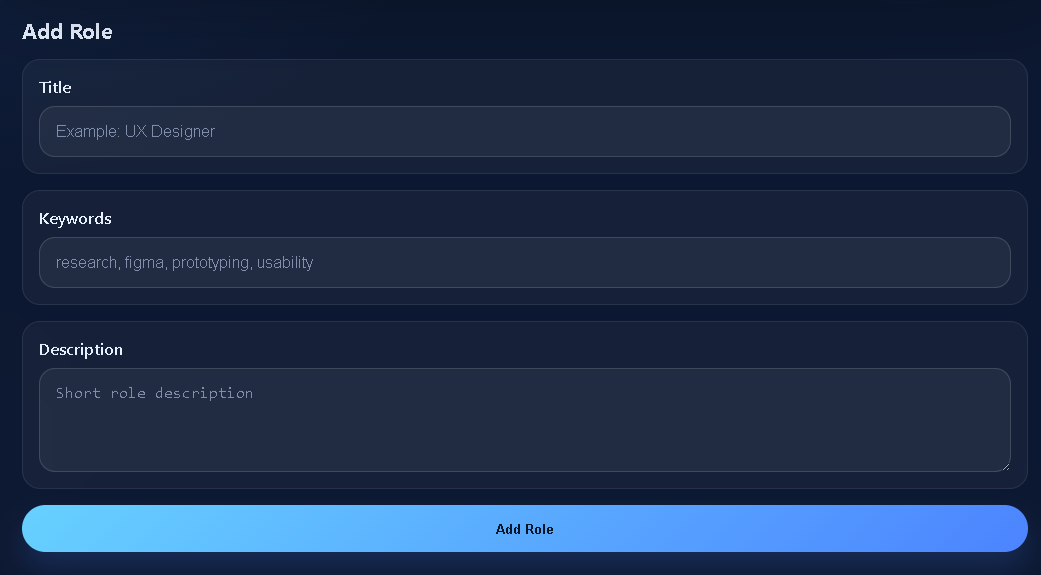 Add Role
Title
Example: UX Designer
Keywords
research, figma, prototyping, usability
Description
Short role description
Add Role